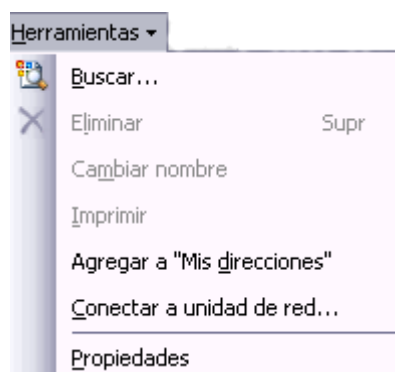 Herramientas
Buscar...
Eliminar Supr
Cambiar nombre
Imprimir
Agregar a "Mis direcciones"
Conectar a unidad de red...
Propiedades